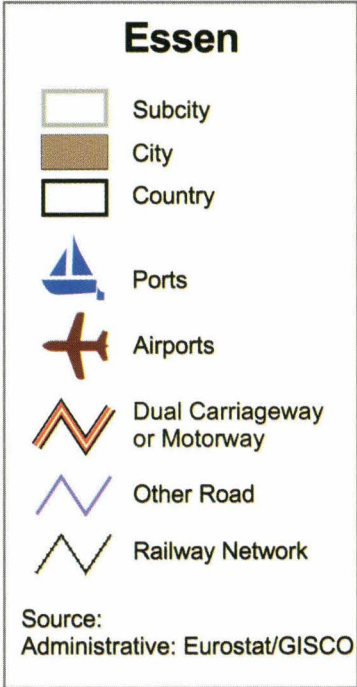 Essen
Subcity
City
Country
Ports
Airports
Dual Carriageway
or Motorway
Other Road
Railway Network
Source:
Administrative: Eurostat/GISCO